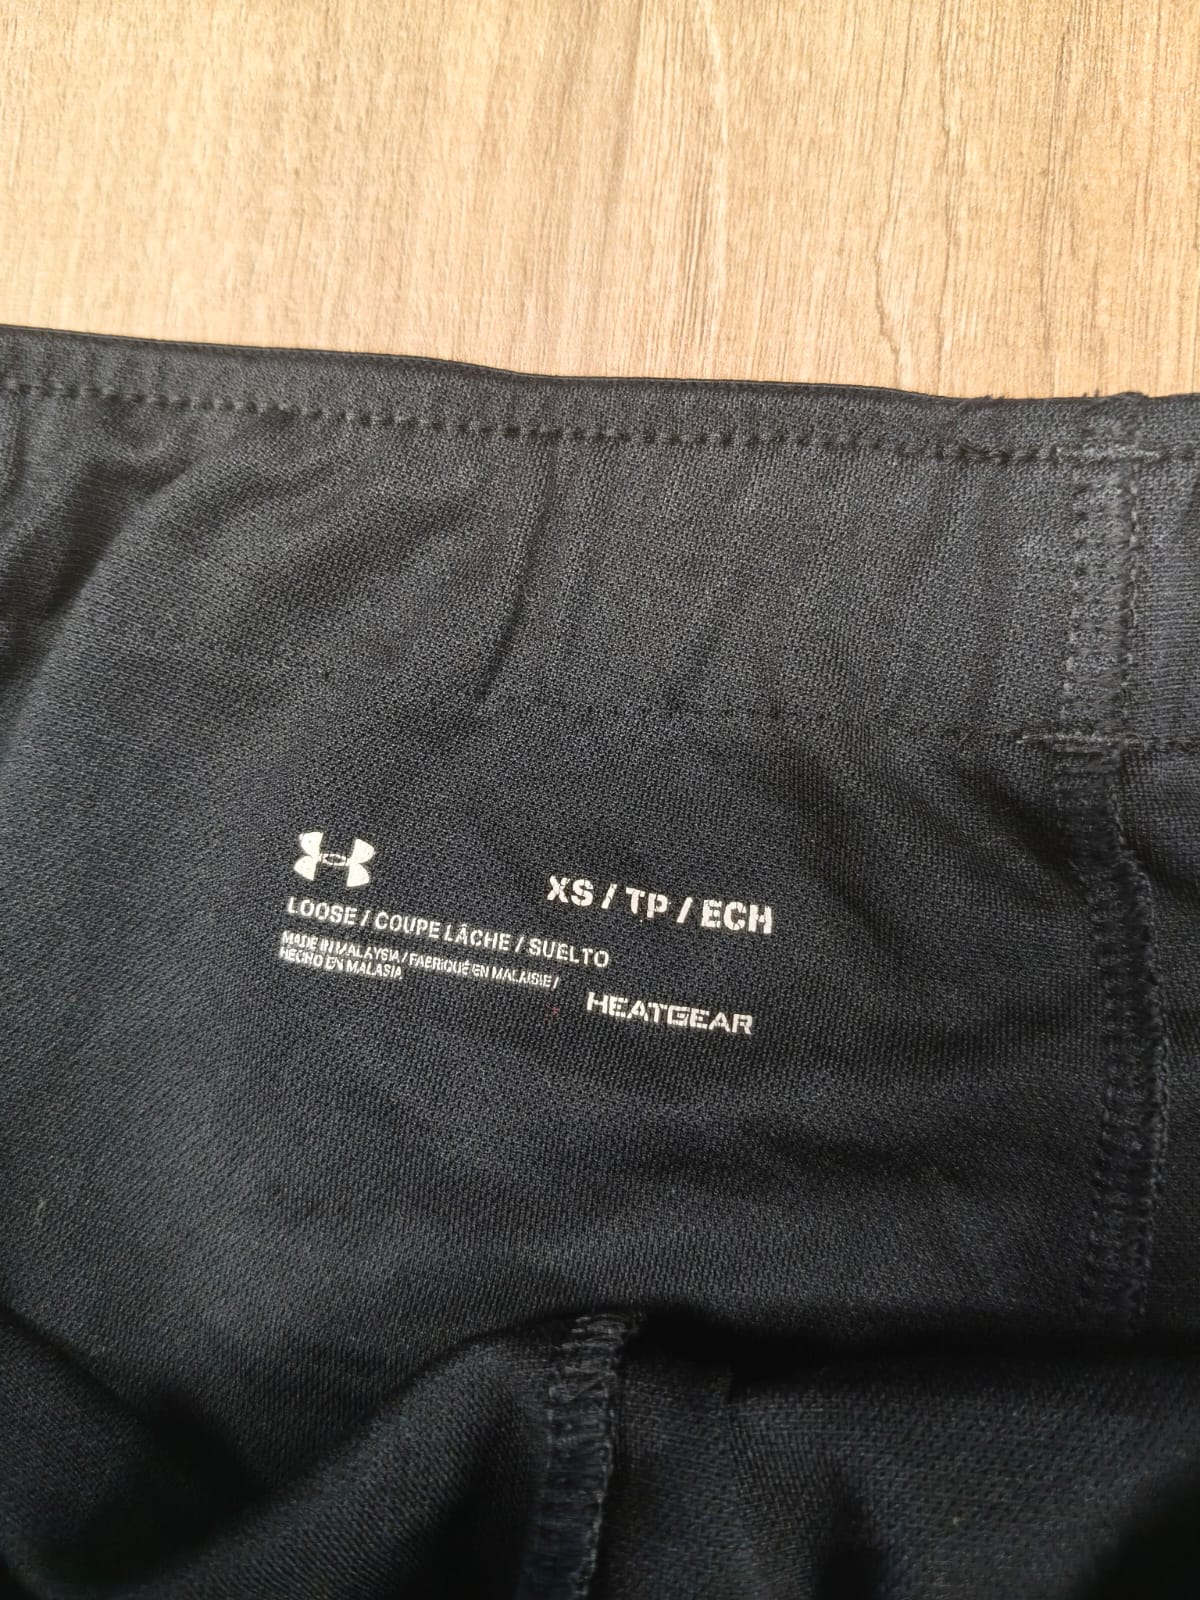 XS / TP / ECH
LOOSE / COUPE LÂCHE / SUELTO
MADE IN MALAYSIA / FABRIQUÉ EN MALAISIE /
HECHO EN MALASIA
HEATGEAR